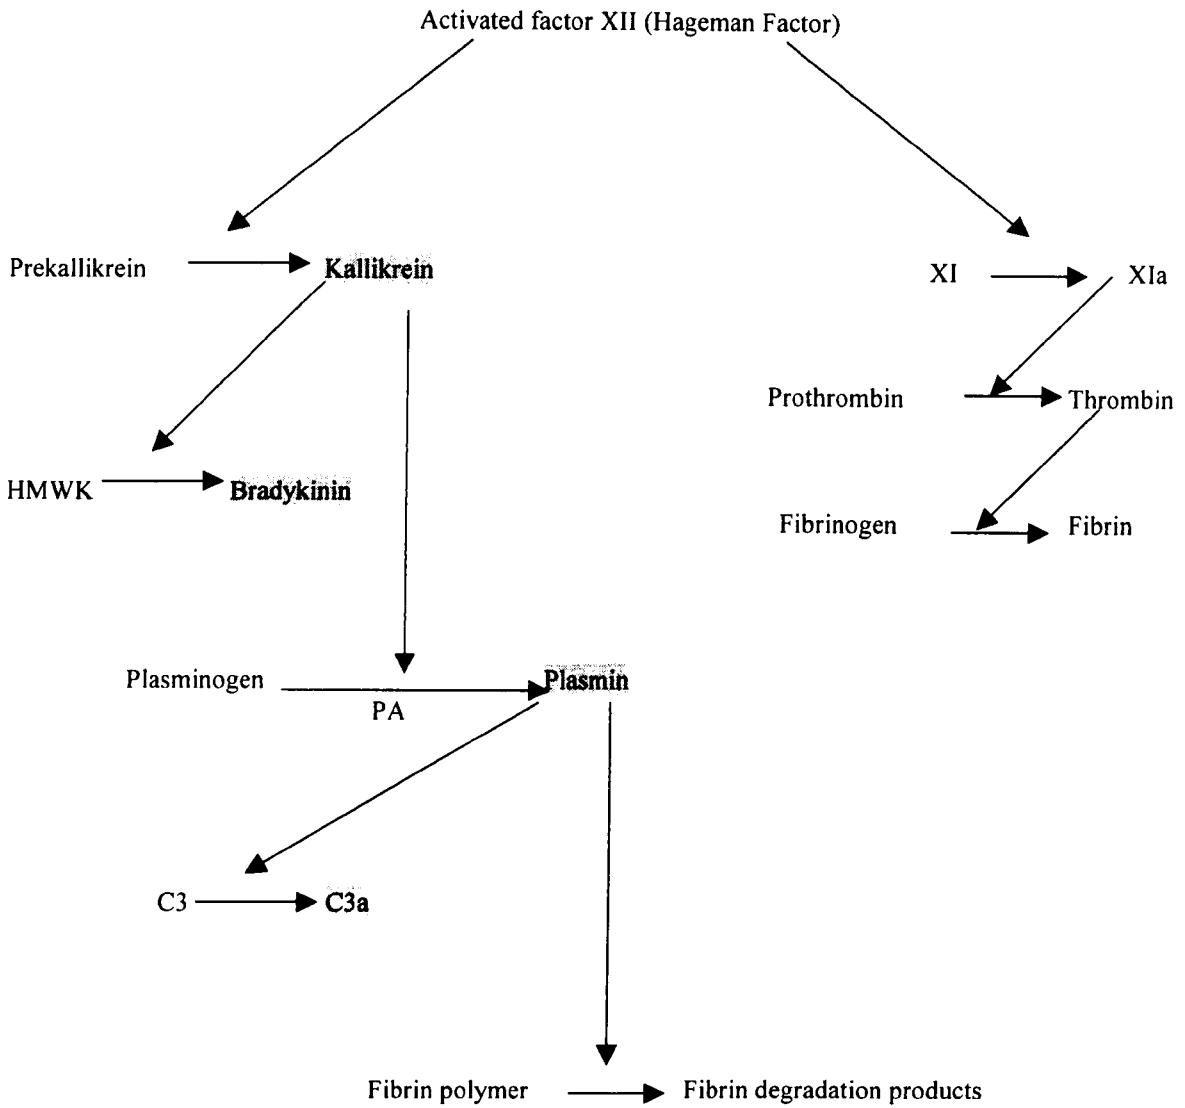 Activated factor XII (Hageman Factor)
Prekallikrein
Kallikrein
XI
XIa
Prothrombin
Thrombin
HMWK
Bradykinin
Fibrinogen
Fibrin
Plasminogen
Plasmin
PA
C3
C3a
Fibrin polymer
Fibrin degradation products